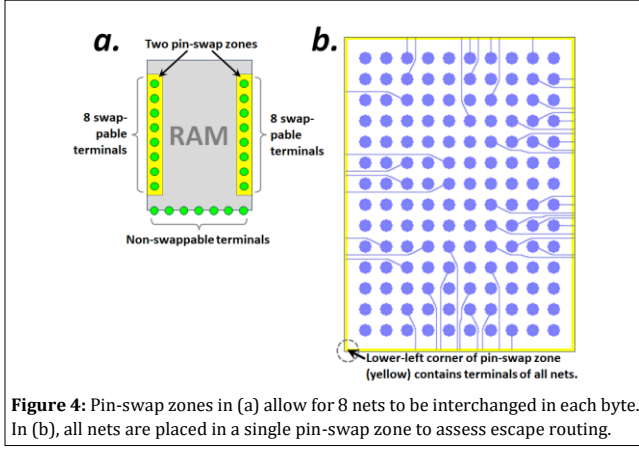 a.
Two pin-swap zones
8 swap-
pable
terminals
RAM
8 swap-
pable
terminals
Non-swappable terminals
b.
Lower-left corner of pin-swap zone
(yellow) contains terminals of all nets.
Figure 4: Pin-swap zones in (a) allow for 8 nets to be interchanged in each byte.
In (b), all nets are placed in a single pin-swap zone to assess escape routing.